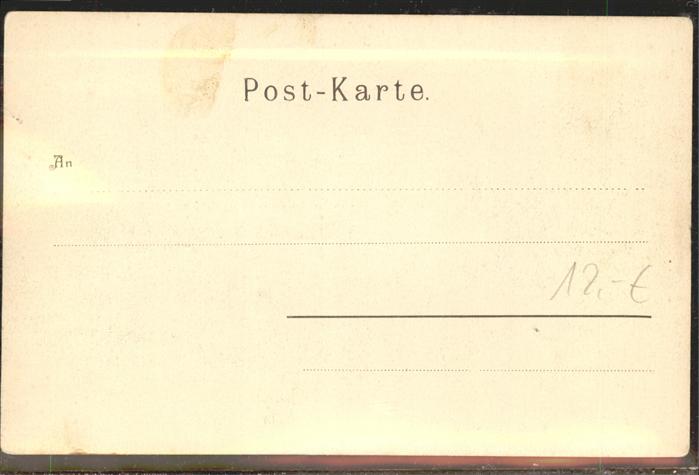 Post-Karte.
An
12,-€